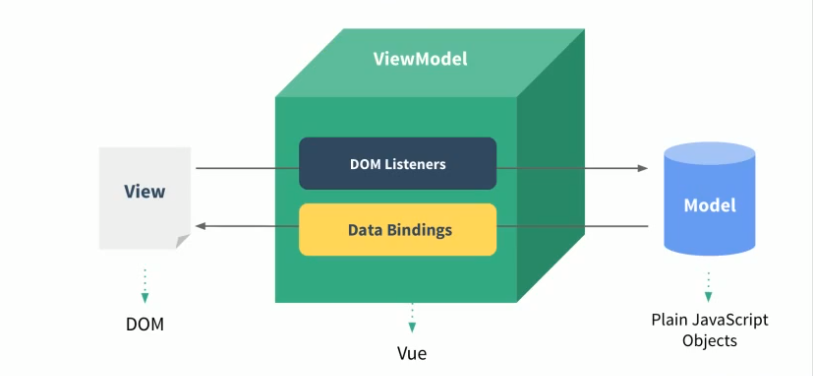 ViewModel
DOM Listeners
View
Model
Data Bindings
DOM
Vue
Plain JavaScript
Objects